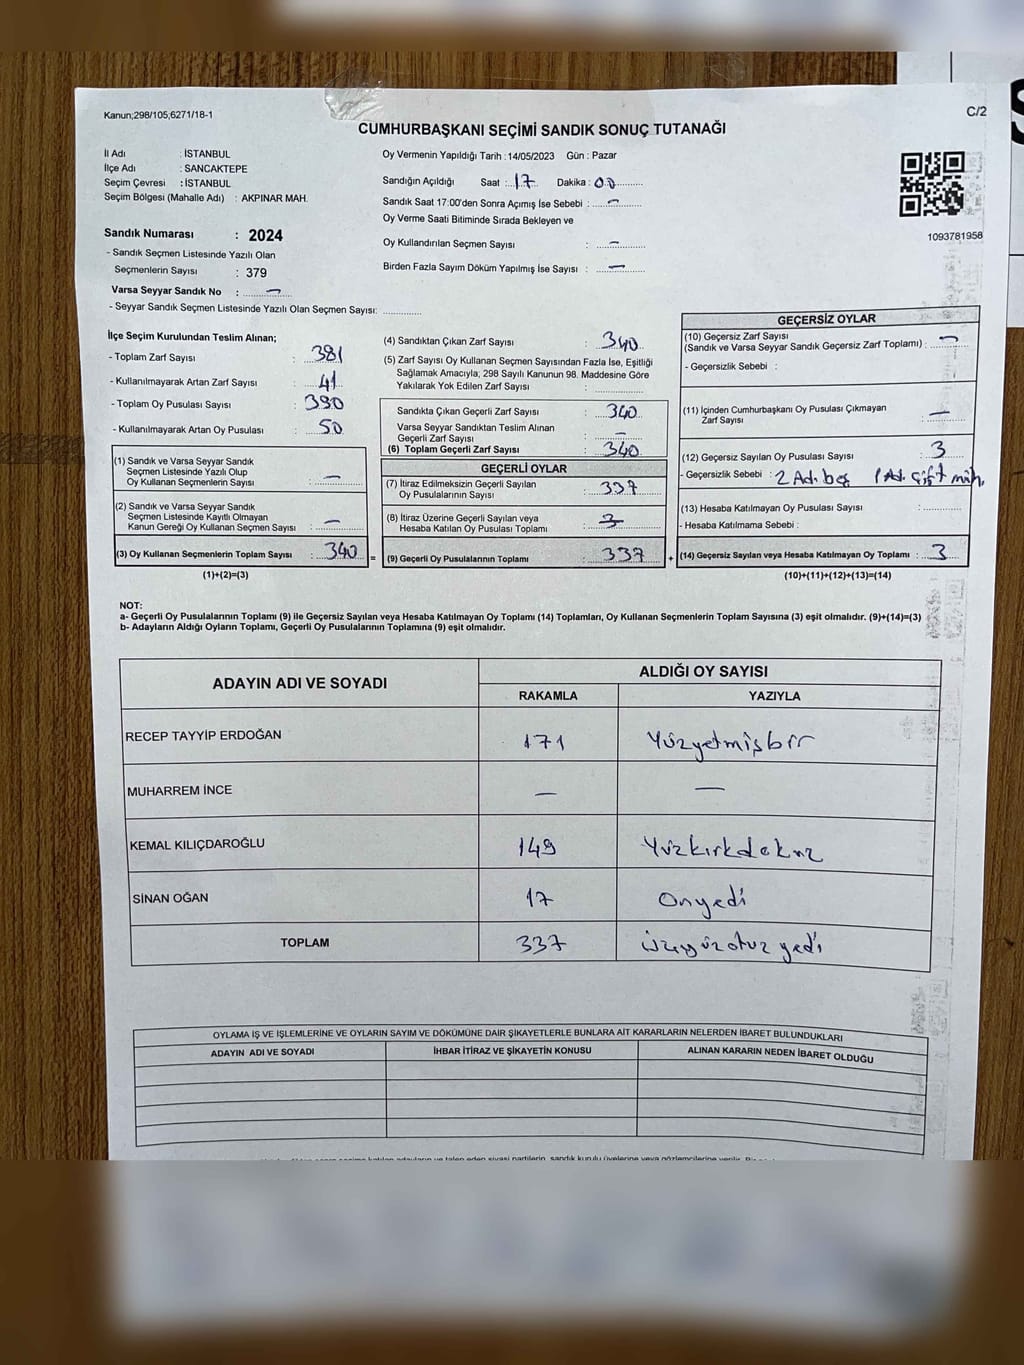 Kanun;298/105,6271/18-1
C/2
CUMHURBAŞKANI SEÇİMİ SANDIK SONUÇ TUTANAĞI
İl Adı : İSTANBUL
İlçe Adı : SANCAKTEPE
Seçim Çevresi : İSTANBUL
Seçim Bölgesi (Mahalle Adı) : AKPINAR MAH.
Oy Vermenin Yapıldığı Tarih : 14/05/2023 Gün : Pazar
Sandığın Açıldığı Saat : 17 Dakika : 00
Sandık Saat 17:00'den Sonra Açımış İse Sebebi : —
Oy Verme Saati Bitiminde Sırada Bekleyen ve
Oy Kullandırılan Seçmen Sayısı : —
Birden Fazla Sayım Döküm Yapılmış İse Sayısı : —
1093781958
Sandık Numarası : 2024
- Sandık Seçmen Listesinde Yazılı Olan
Seçmenlerin Sayısı : 379
Varsa Seyyar Sandık No : —
- Seyyar Sandık Seçmen Listesinde Yazılı Olan Seçmen Sayısı:
İlçe Seçim Kurulundan Teslim Alınan;
- Toplam Zarf Sayısı : 381
- Kullanılmayarak Artan Zarf Sayısı : 41
- Toplam Oy Pusulası Sayısı : 390
- Kullanılmayarak Artan Oy Pusulası : 50
(1) Sandık ve Varsa Seyyar Sandık
Seçmen Listesinde Yazılı Olup
Oy Kullanan Seçmenlerin Sayısı : —
(2) Sandık ve Varsa Seyyar Sandık
Seçmen Listesinde Kayıtlı Olmayan
Kanun Gereği Oy Kullanan Seçmen Sayısı : —
(3) Oy Kullanan Seçmenlerin Toplam Sayısı : 340 =
(1)+(2)=(3)
(4) Sandıktan Çıkan Zarf Sayısı : 340
(5) Zarf Sayısı Oy Kullanan Seçmen Sayısından Fazla İse, Eşitliği
Sağlamak Amacıyla; 298 Sayılı Kanunun 98. Maddesine Göre
Yakılarak Yok Edilen Zarf Sayısı :
Sandıkta Çıkan Geçerli Zarf Sayısı : 340
Varsa Seyyar Sandıktan Teslim Alınan
Geçerli Zarf Sayısı : —
(6) Toplam Geçerli Zarf Sayısı : 340
GEÇERLİ OYLAR
(7) İtiraz Edilmeksizin Geçerli Sayılan
Oy Pusulalarının Sayısı : 337
(8) İtiraz Üzerine Geçerli Sayılan veya
Hesaba Katılan Oy Pusulası Toplamı :
(9) Geçerli Oy Pusulalarının Toplamı : 337 +
GEÇERSİZ OYLAR
(10) Geçersiz Zarf Sayısı
(Sandık ve Varsa Seyyar Sandık Geçersiz Zarf Toplamı) : —
- Geçersizlik Sebebi :
(11) İçinden Cumhurbaşkanı Oy Pusulası Çıkmayan
Zarf Sayısı : —
(12) Geçersiz Sayılan Oy Pusulası Sayısı : 3
- Geçersizlik Sebebi : 2 Ad. boş 1 Ad. çift müh.
(13) Hesaba Katılmayan Oy Pusulası Sayısı :
- Hesaba Katılmama Sebebi :
(14) Geçersiz Sayılan veya Hesaba Katılmayan Oy Toplamı : 3
(10)+(11)+(12)+(13)=(14)
NOT:
a- Geçerli Oy Pusulalarının Toplamı (9) ile Geçersiz Sayılan veya Hesaba Katılmayan Oy Toplamı (14) Toplamları, Oy Kullanan Seçmenlerin Toplam Sayısına (3) eşit olmalıdır. (9)+(14)=(3)
b- Adayların Aldığı Oyların Toplamı, Geçerli Oy Pusulalarının Toplamına (9) eşit olmalıdır.
ADAYIN ADI VE SOYADI
ALDIĞI OY SAYISI
RAKAMLA YAZIYLA
RECEP TAYYİP ERDOĞAN 171 Yüzyetmişbir
MUHARREM İNCE — —
KEMAL KILIÇDAROĞLU 149 Yüzkırkdokuz
SİNAN OĞAN 17 Onyedi
TOPLAM 337 üçyüzotuz yedi
OYLAMA İŞ VE İŞLEMLERİNE VE OYLARIN SAYIM VE DÖKÜMÜNE DAİR ŞİKAYETLERLE BUNLARA AİT KARARLARIN NELERDEN İBARET BULUNDUKLARI
ADAYIN ADI VE SOYADI İHBAR İTİRAZ VE ŞİKAYETİN KONUSU ALINAN KARARIN NEDEN İBARET OLDUĞU